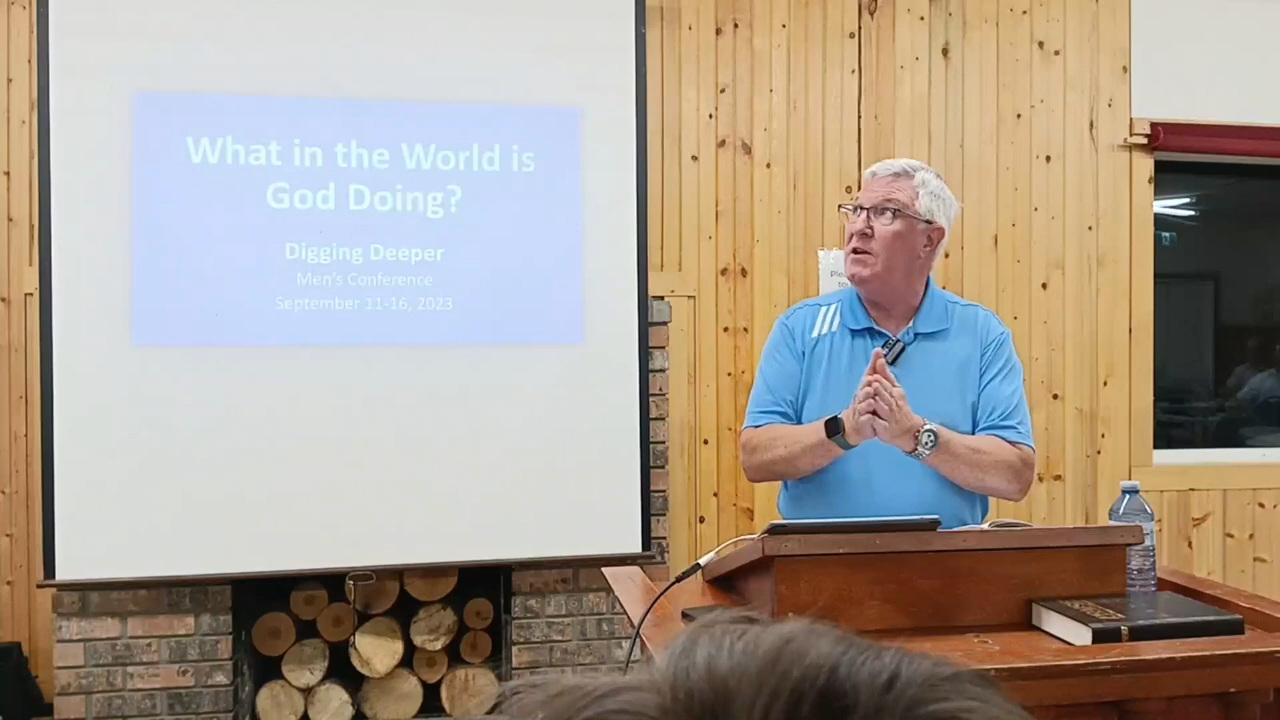 What in the World is
God Doing?
Digging Deeper
Men's Conference
September 11-16, 2023